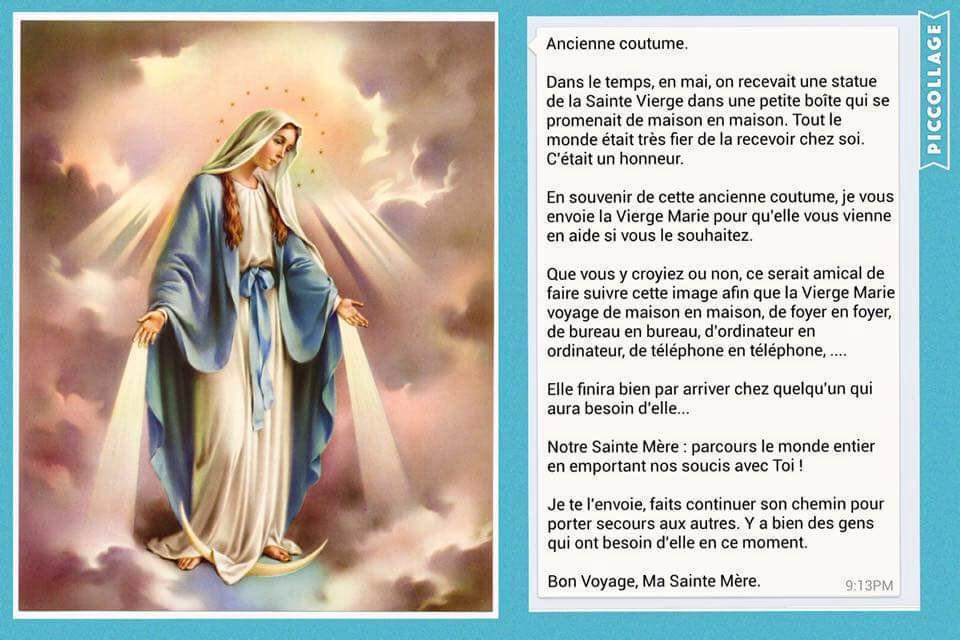 Ancienne coutume.
Dans le temps, en mai, on recevait une statue
de la Sainte Vierge dans une petite boîte qui se
promenait de maison en maison. Tout le
monde était très fier de la recevoir chez soi.
C'était un honneur.
En souvenir de cette ancienne coutume, je vous
envoie la Vierge Marie pour qu'elle vous vienne
en aide si vous le souhaitez.
Que vous y croyiez ou non, ce serait amical de
faire suivre cette image afin que la Vierge Marie
voyage de maison en maison, de foyer en foyer,
de bureau en bureau, d'ordinateur en
ordinateur, de téléphone en téléphone, ....
Elle finira bien par arriver chez quelqu'un qui
aura besoin d'elle...
Notre Sainte Mère : parcours le monde entier
en emportant nos soucis avec Toi !
Je te l'envoie, faits continuer son chemin pour
porter secours aux autres. Y a bien des gens
qui ont besoin d'elle en ce moment.
Bon Voyage, Ma Sainte Mère.
9:13PM
PICCOLLAGE